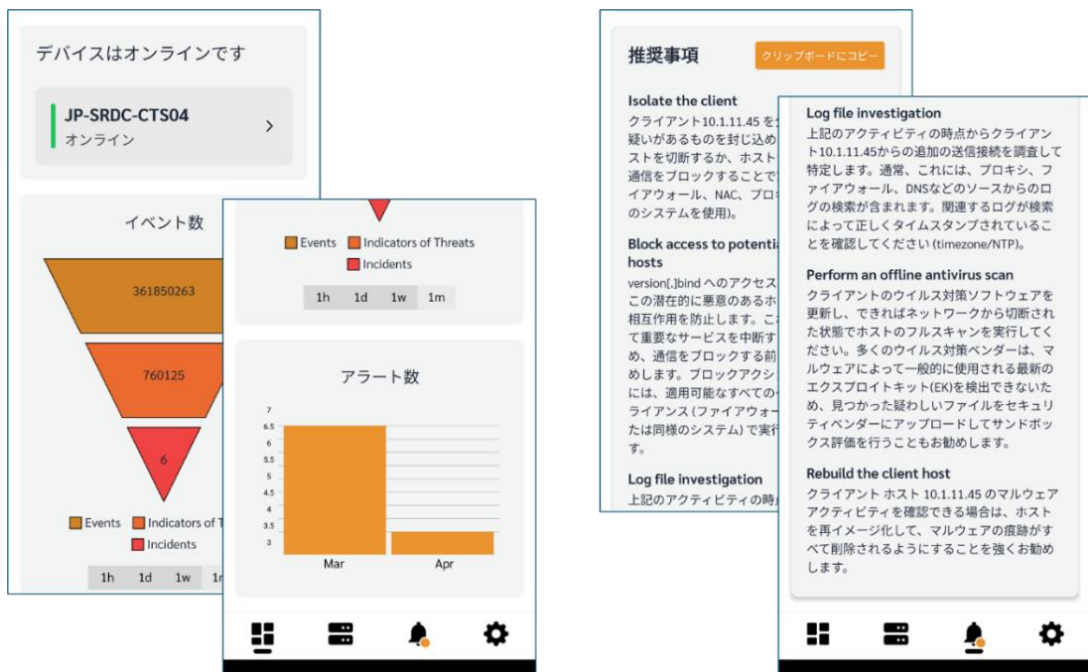 デバイスはオンラインです
JP-SRDC-CTS04
オンライン
イベント数
361850263
760125
6
Events Indicators of
Incidents
1h 1d 1w
Events Indicators of Threats
Incidents
1h 1d 1w 1m
アラート数
7
6.5
6
5.5
5
4.5
4
3.5
3
Mar Apr
推奨事項
クリップボードにコピー
Isolate the client
クライアント10.1.11.45 を
疑いがあるものを封じ込め
ストを切断するか、ホスト
通信をブロックすることで
イアウォール、NAC、プロ
のシステムを使用)。
Block access to
hosts
version[.]bind へのアクセス
この潜在的に悪意のあるホ
相互作用を防止します。こ
て重要なサービスを中断す
め、通信をブロックする前
めします。ブロックアクシ
には、適用可能なすべての
ライアンス (ファイアウォー
たは同様のシステム) で実行
す。
Log file investigation
上記のアクティビティの時
Log file investigation
上記のアクティビティの時点からクライアン
ト10.1.11.45からの追加の送信接続を調査して
特定します。通常、これには、プロキシ、フ
ァイアウォール、DNSなどのソースからのロ
グの検索が含まれます。関連するログが検索
によって正しくタイムスタンプされているこ
とを確認してください (timezone/NTP)。
Perform an offline antivirus scan
クライアントのウイルス対策ソフトウェアを
更新し、できればネットワークから切断され
た状態でホストのフルスキャンを実行してく
ださい。多くのウイルス対策ベンダーは、マ
ルウェアによって一般的に使用される最新の
エクスプロイトキット(EK)を検出できないた
め、見つかった疑わしいファイルをセキュリ
ティベンダーにアップロードしてサンドボッ
クス評価を行うこともお勧めします。
Rebuild the client host
クライアント ホスト 10.1.11.45 のマルウェア
アクティビティを確認できる場合は、ホスト
を再イメージ化して、マルウェアの痕跡がす
べて削除されるようにすることを強くお勧め
します。